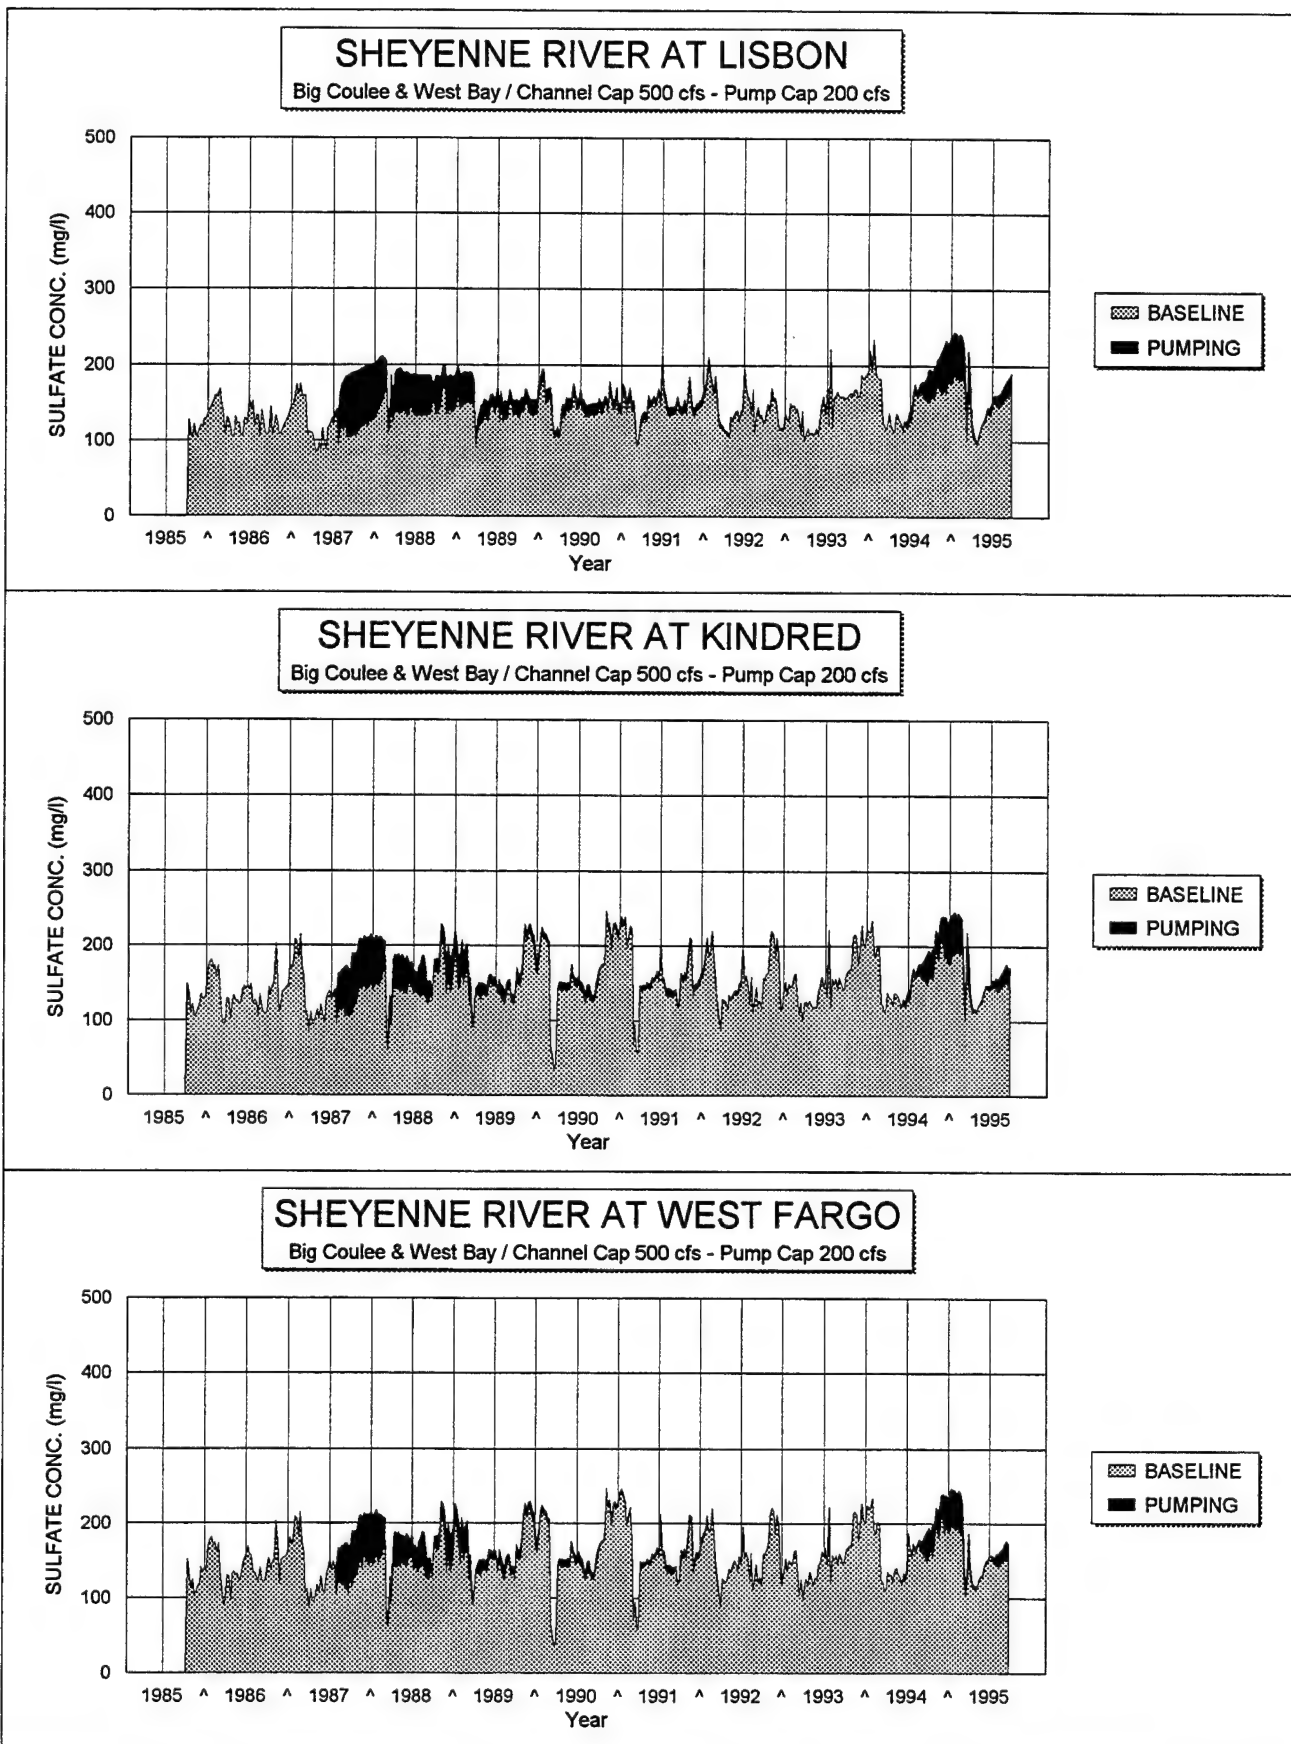 SHEYENNE RIVER AT LISBON
Big Coulee & West Bay / Channel Cap 500 cfs - Pump Cap 200 cfs
SULFATE CONC. (mg/l)
500
400
300
200
100
0
1985 ^ 1986 ^ 1987 ^ 1988 ^ 1989 ^ 1990 ^ 1991 ^ 1992 ^ 1993 ^ 1994 ^ 1995
Year
BASELINE
PUMPING
SHEYENNE RIVER AT KINDRED
Big Coulee & West Bay / Channel Cap 500 cfs - Pump Cap 200 cfs
SULFATE CONC. (mg/l)
500
400
300
200
100
0
1985 ^ 1986 ^ 1987 ^ 1988 ^ 1989 ^ 1990 ^ 1991 ^ 1992 ^ 1993 ^ 1994 ^ 1995
Year
BASELINE
PUMPING
SHEYENNE RIVER AT WEST FARGO
Big Coulee & West Bay / Channel Cap 500 cfs - Pump Cap 200 cfs
SULFATE CONC. (mg/l)
500
400
300
200
100
0
1985 ^ 1986 ^ 1987 ^ 1988 ^ 1989 ^ 1990 ^ 1991 ^ 1992 ^ 1993 ^ 1994 ^ 1995
Year
BASELINE
PUMPING